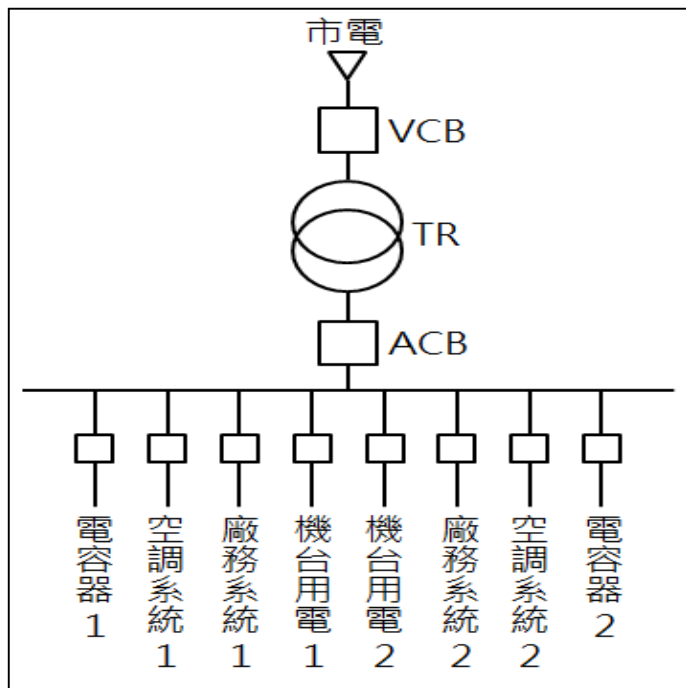 市電
VCB
TR
ACB
電容器1
空調系統1
廠務系統1
機台用電1
機台用電2
廠務系統2
空調系統2
電容器2